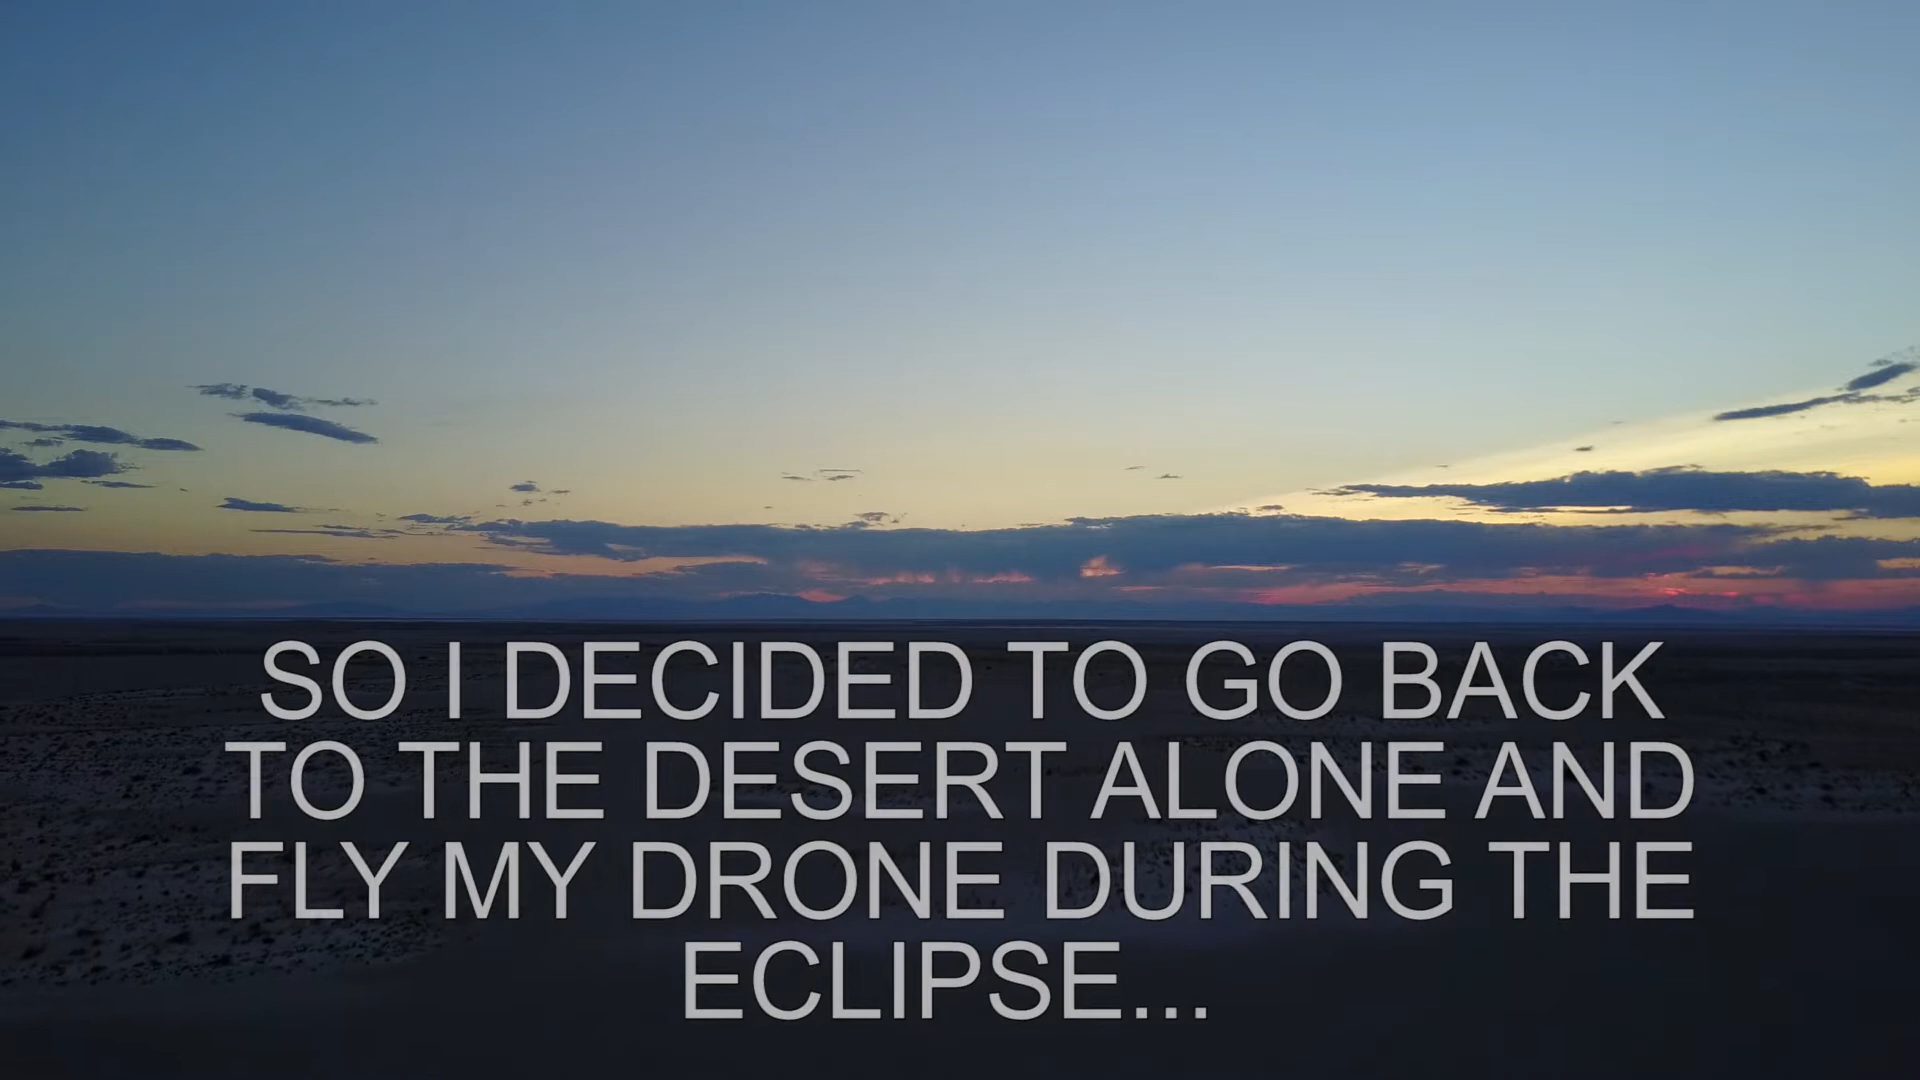 SO I DECIDED TO GO BACK
TO THE DESERT ALONE AND
FLY MY DRONE DURING THE
ECLIPSE...